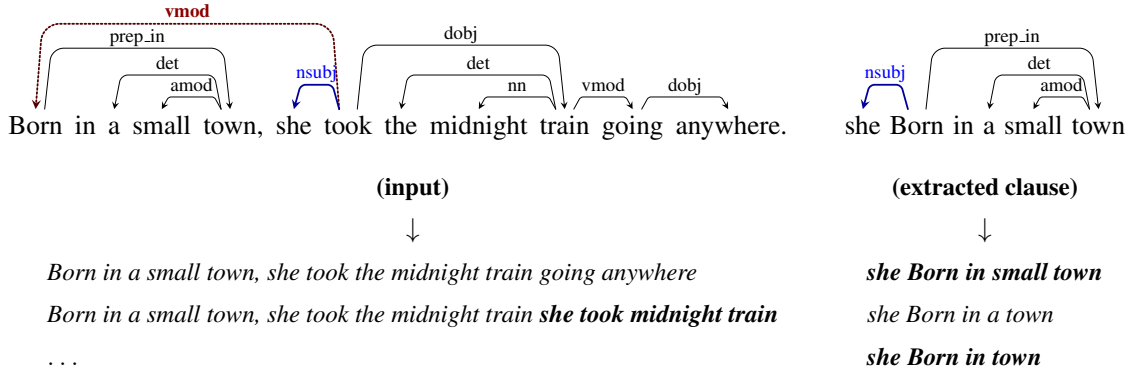 vmod
prep_in dobj prep_in
det nsubj det nsubj det
amod nn vmod dobj amod
Born in a small town, she took the midnight train going anywhere. she Born in a small town
(input) (extracted clause)
↓ ↓
Born in a small town, she took the midnight train going anywhere she Born in small town
Born in a small town, she took the midnight train she took midnight train she Born in a town
. . . she Born in town